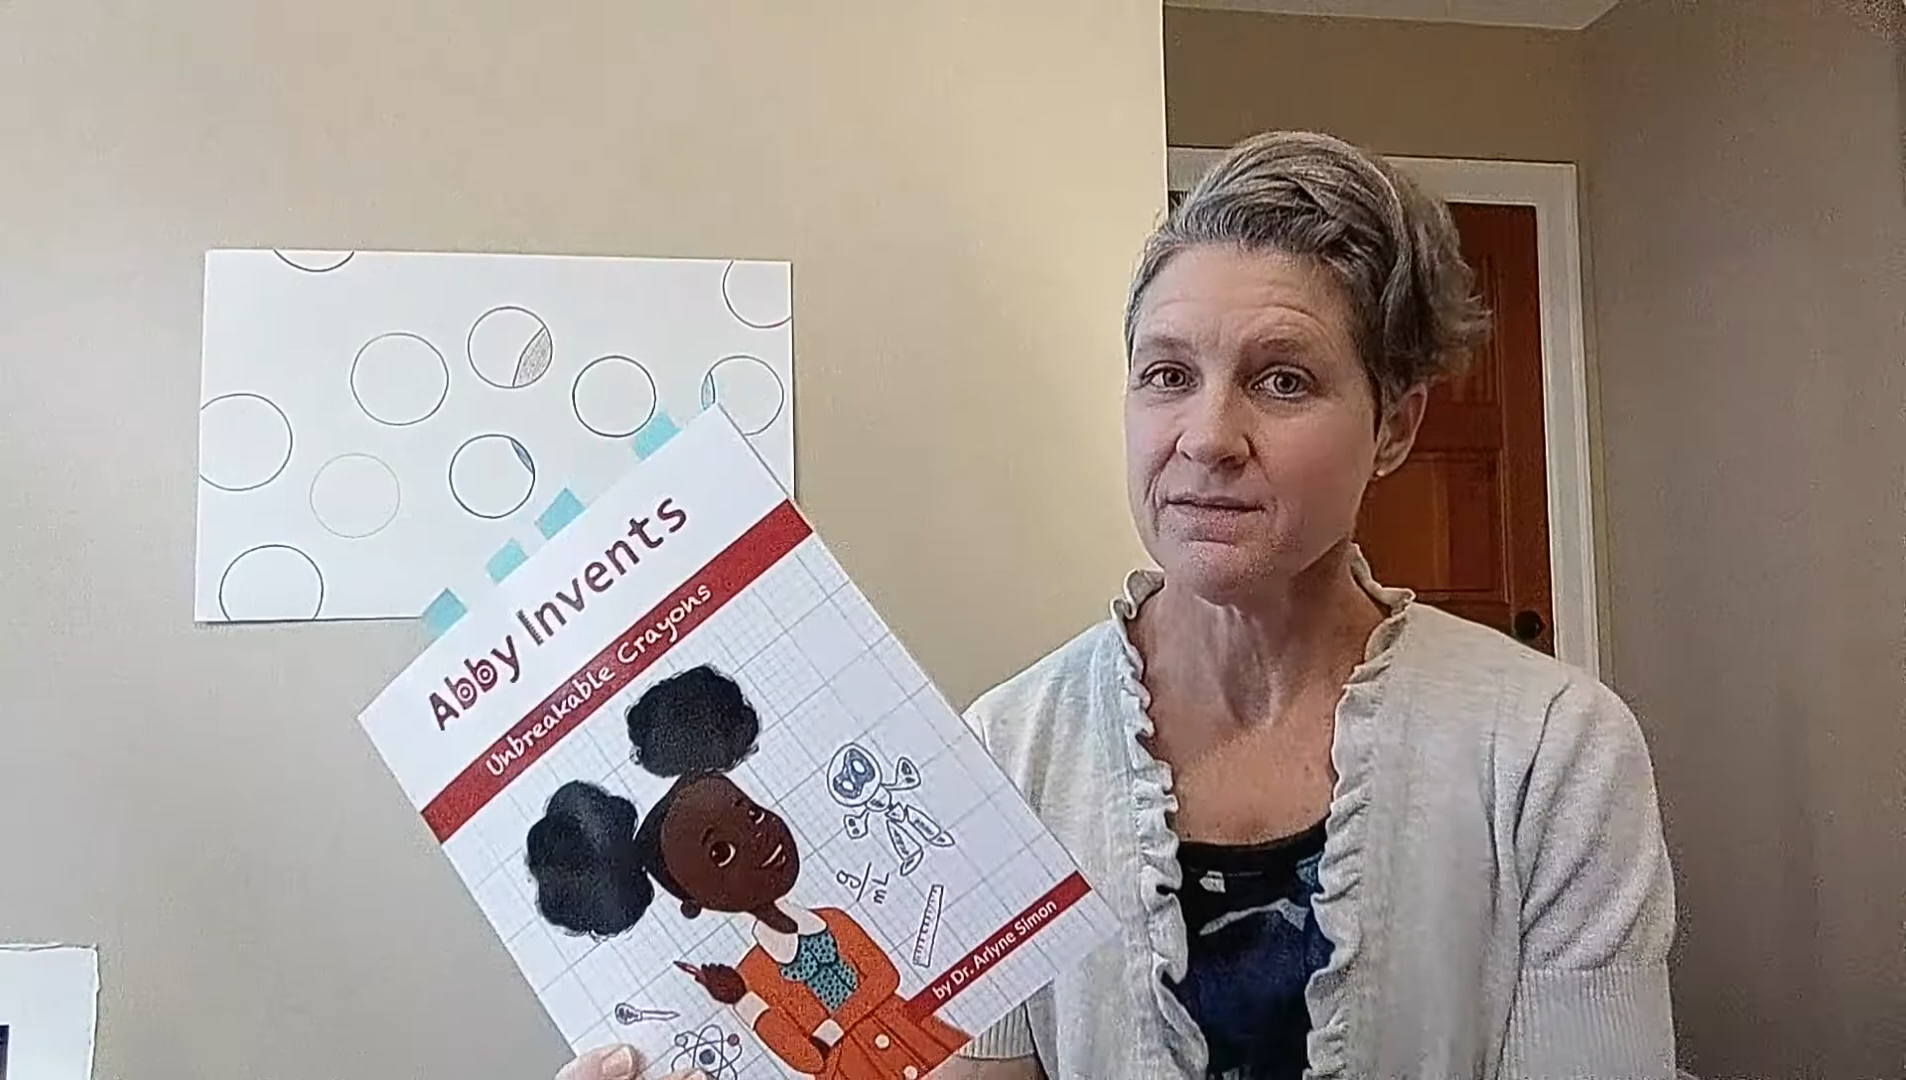 Abby Invents
Unbreakable Crayons
g
mL
by Dr. Arlyne Simon